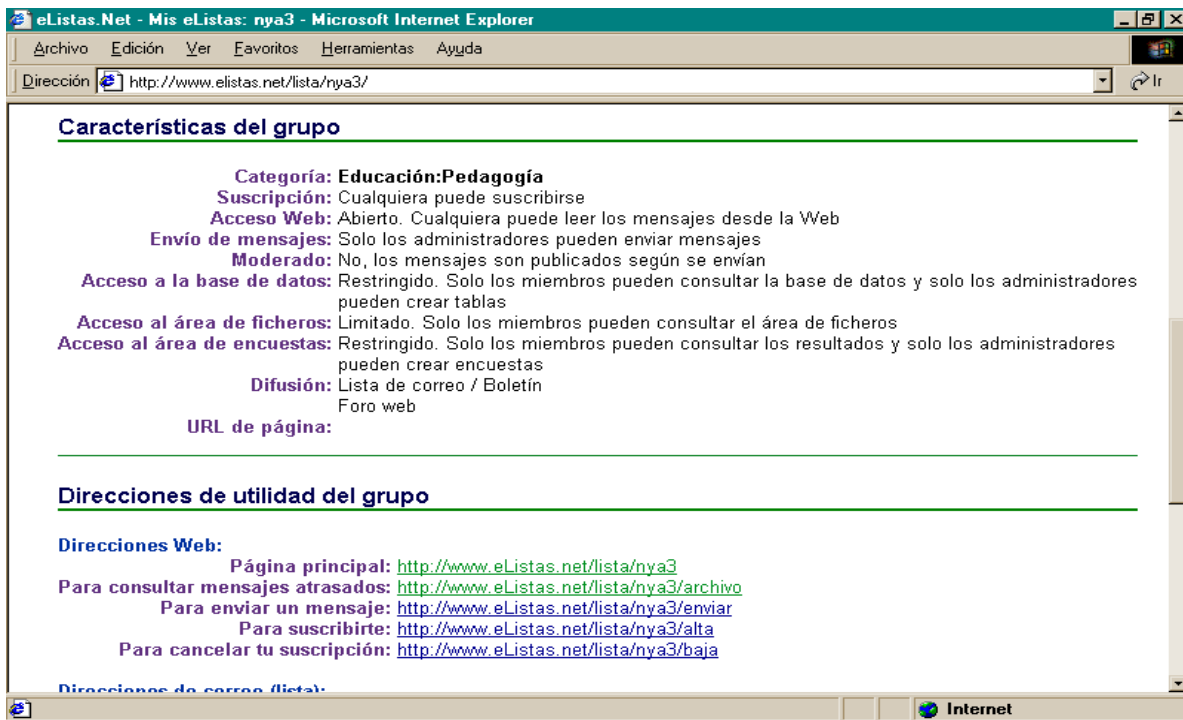 eListas.Net - Mis eListas: nya3 - Microsoft Internet Explorer
Archivo Edición Ver Favoritos Herramientas Ayuda
Dirección http://www.elistas.net/lista/nya3/ Ir
Características del grupo
Categoría: Educación:Pedagogía
Suscripción: Cualquiera puede suscribirse
Acceso Web: Abierto. Cualquiera puede leer los mensajes desde la Web
Envío de mensajes: Solo los administradores pueden enviar mensajes
Moderado: No, los mensajes son publicados según se envían
Acceso a la base de datos: Restringido. Solo los miembros pueden consultar la base de datos y solo los administradores
pueden crear tablas
Acceso al área de ficheros: Limitado. Solo los miembros pueden consultar el área de ficheros
Acceso al área de encuestas: Restringido. Solo los miembros pueden consultar los resultados y solo los administradores
pueden crear encuestas
Difusión: Lista de correo / Boletín
Foro web
URL de página:
Direcciones de utilidad del grupo
Direcciones Web:
Página principal: http://www.eListas.net/lista/nya3
Para consultar mensajes atrasados: http://www.eListas.net/lista/nya3/archivo
Para enviar un mensaje: http://www.eListas.net/lista/nya3/enviar
Para suscribirte: http://www.eListas.net/lista/nya3/alta
Para cancelar tu suscripción: http://www.eListas.net/lista/nya3/baja
Direcciones de correo (lista):
Internet